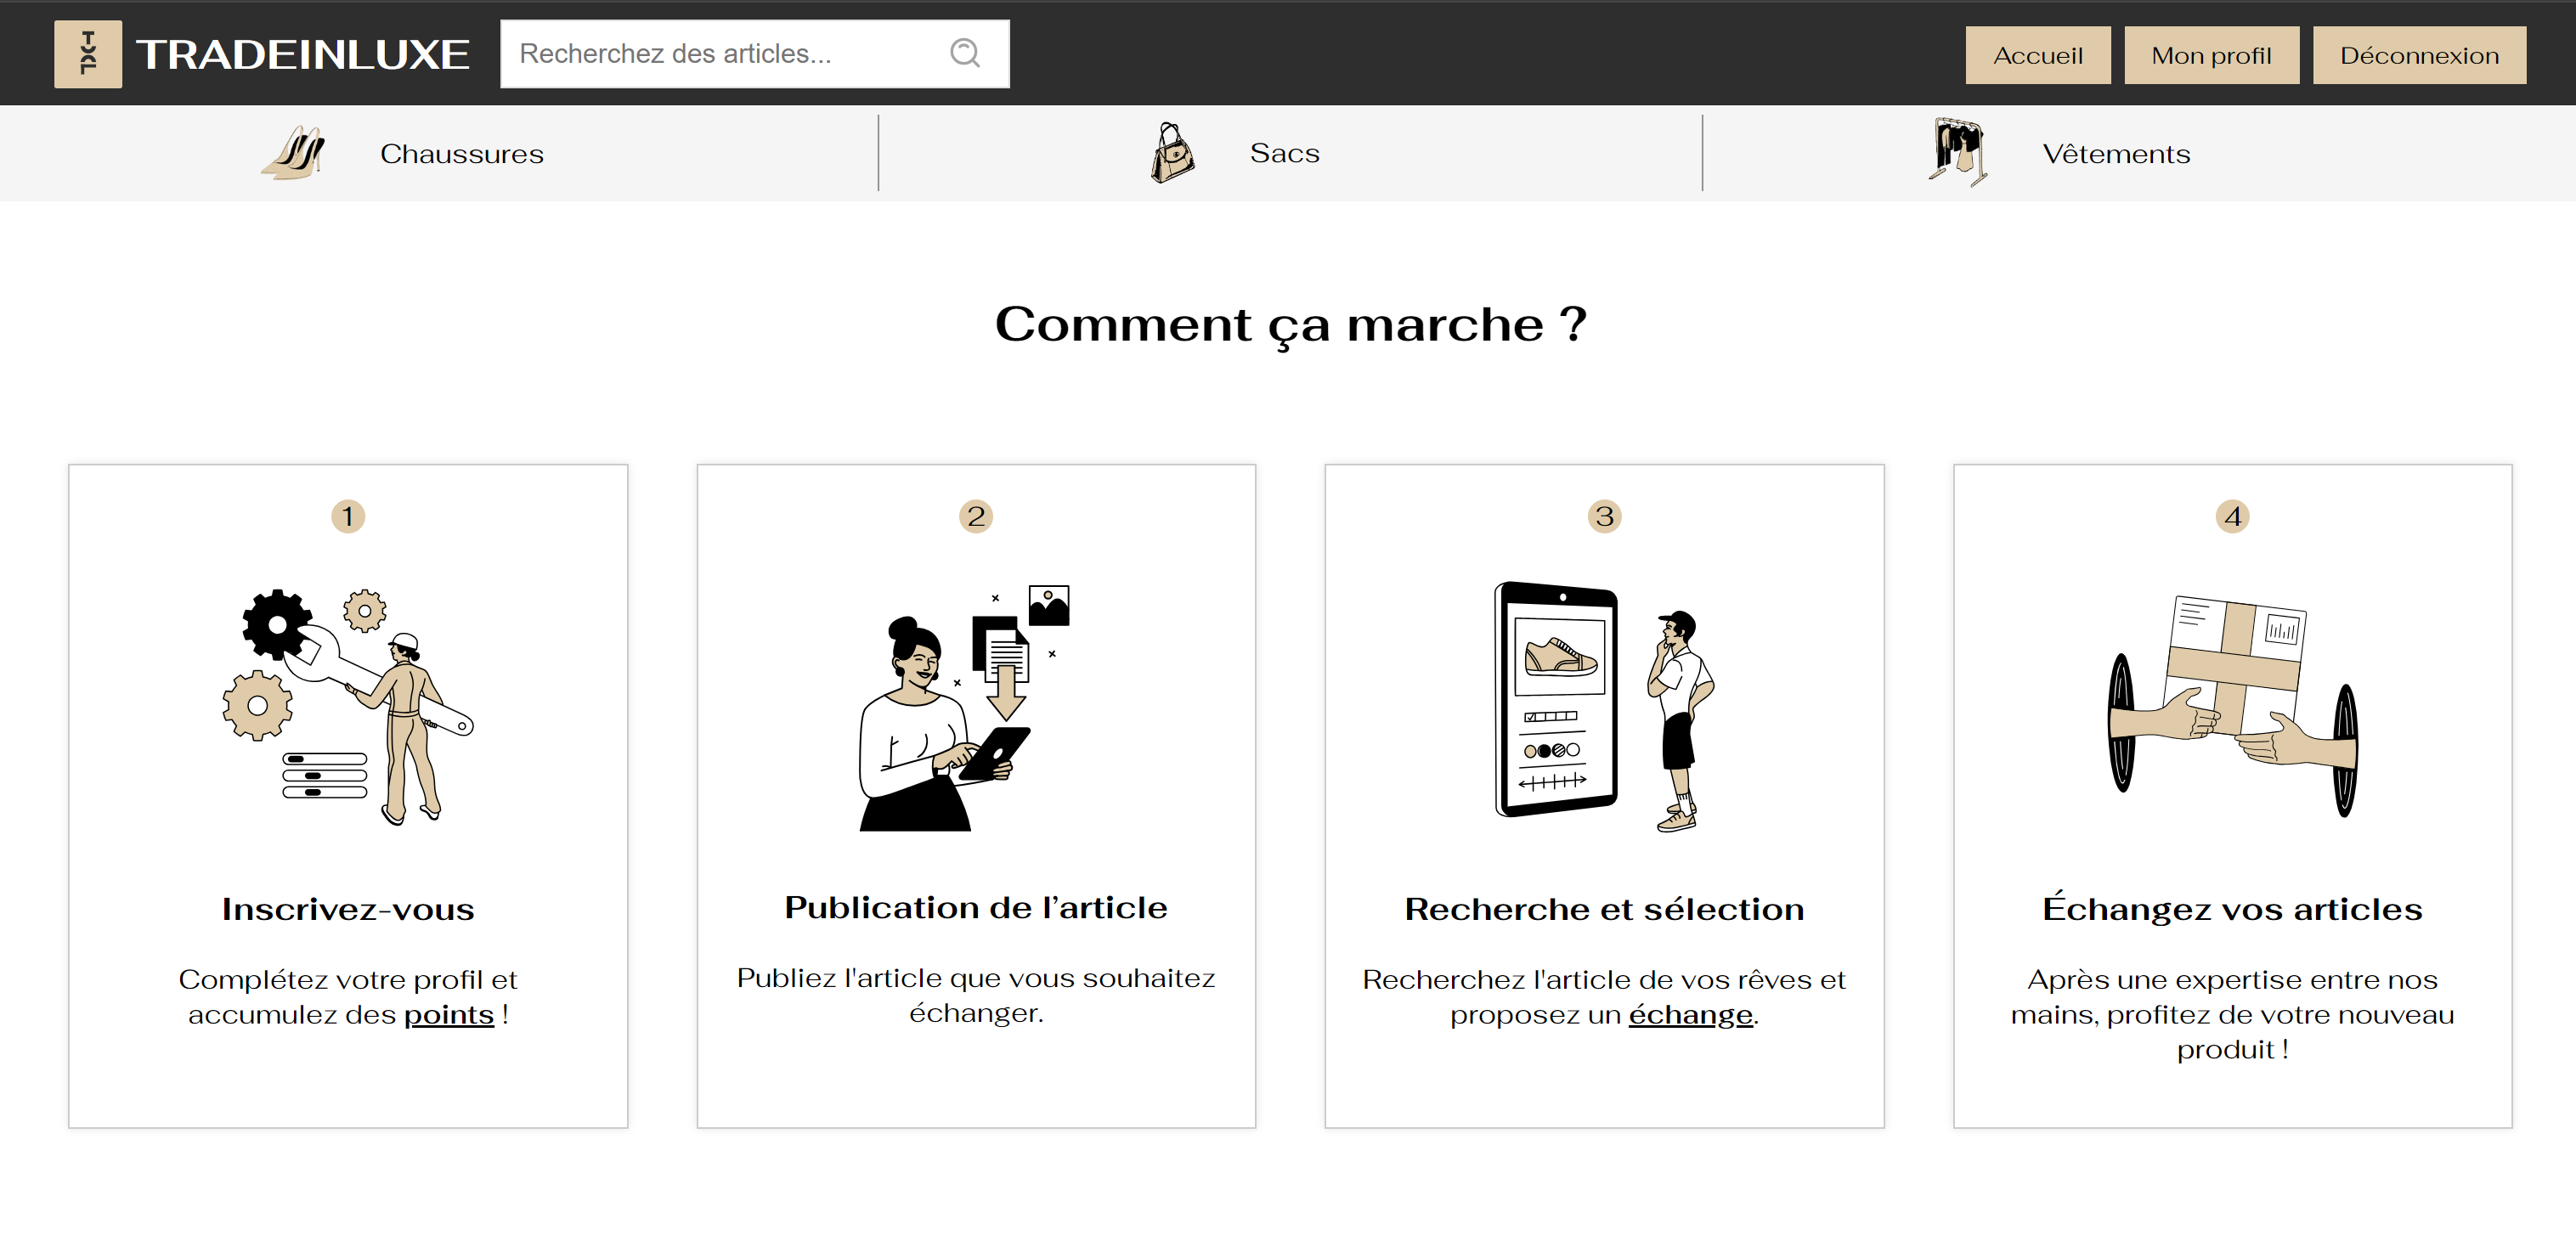 TXL
TRADEINLUXE
Recherchez des articles...
Accueil
Mon profil
Déconnexion
Chaussures
Sacs
Vêtements
Comment ça marche ?
1
Inscrivez-vous
Complétez votre profil et
accumulez des points !
2
Publication de l’article
Publiez l'article que vous souhaitez
échanger.
3
Recherche et sélection
Recherchez l'article de vos rêves et
proposez un échange.
4
Échangez vos articles
Après une expertise entre nos
mains, profitez de votre nouveau
produit !